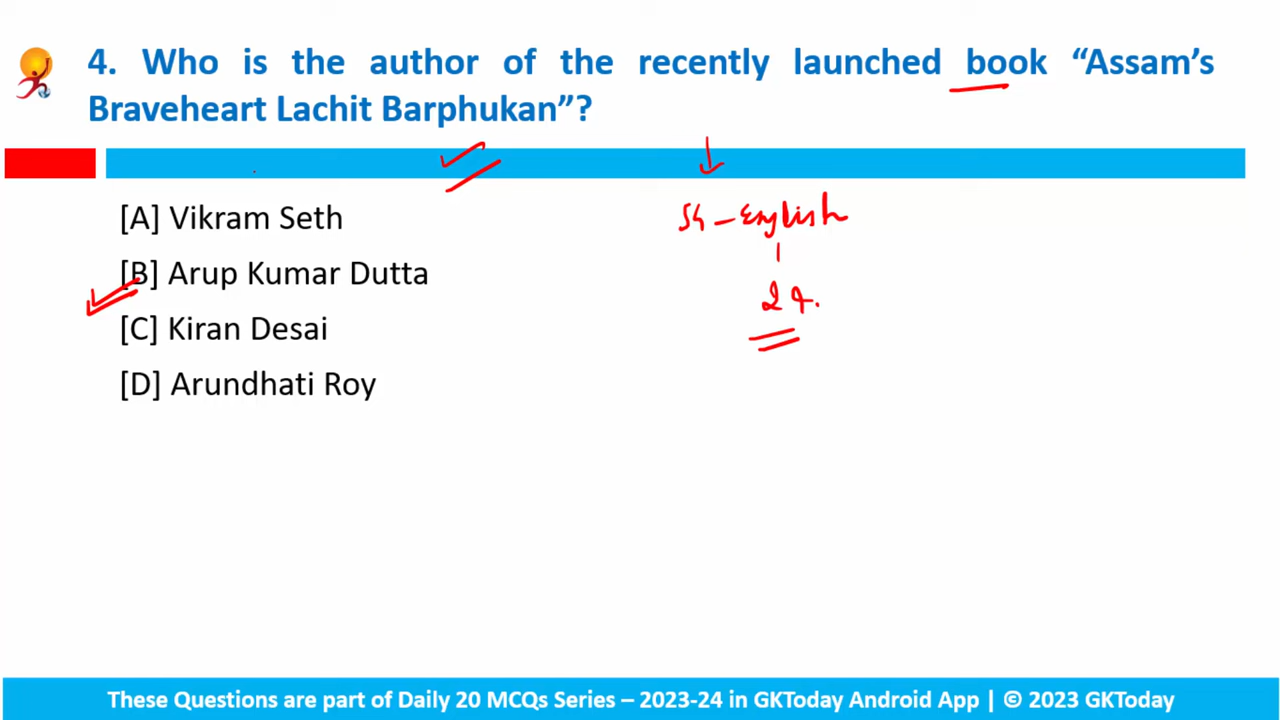 4. Who is the author of the recently launched book “Assam’s
Braveheart Lachit Barphukan”?
[A] Vikram Seth
[B] Arup Kumar Dutta
[C] Kiran Desai
[D] Arundhati Roy
English
These Questions are part of Daily 20 MCQs Series – 2023-24 in GKToday Android App | © 2023 GKToday